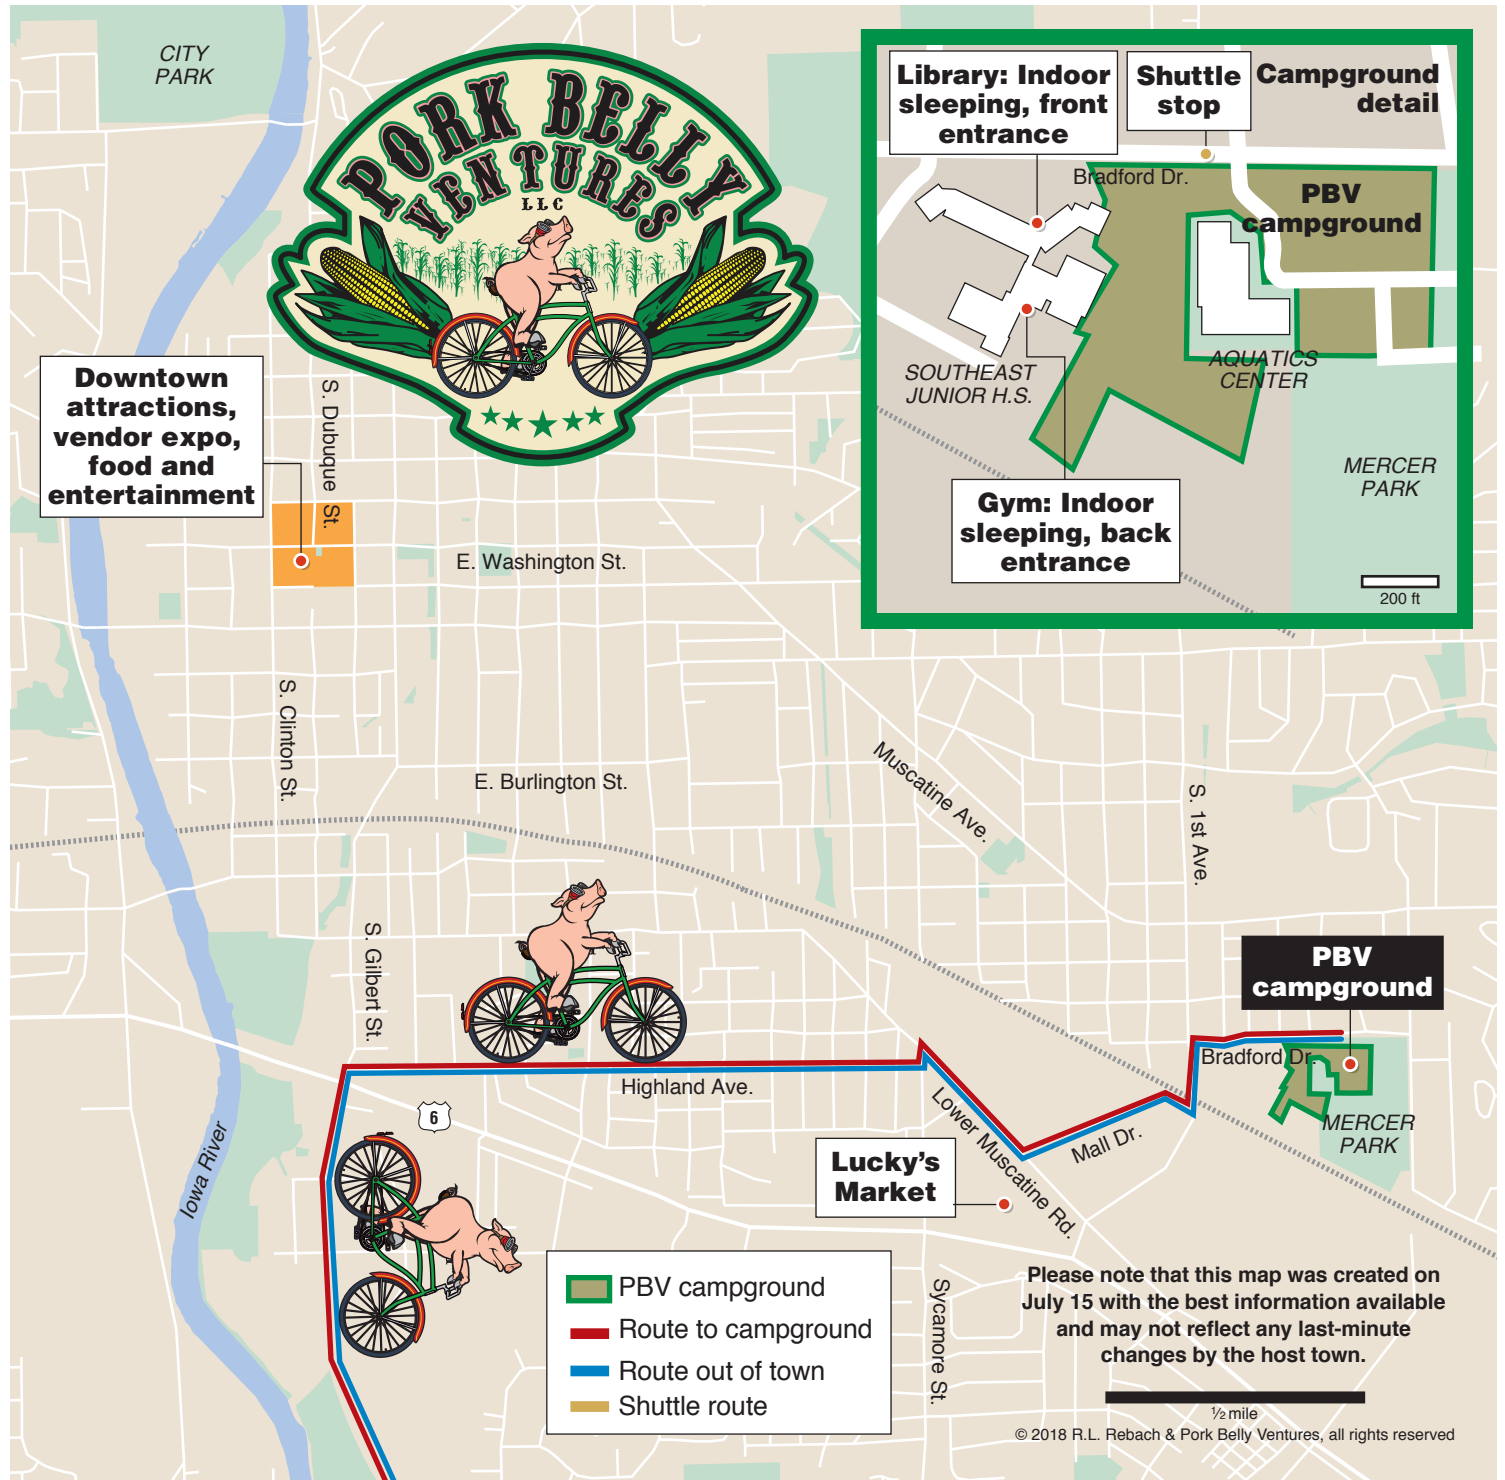 CITY
PARK
PORK BELLY
VENTURES
LLC
Library: Indoor
sleeping, front
entrance
Shuttle
stop
Campground
detail
Bradford Dr.
PBV
campground
SOUTHEAST
JUNIOR H.S.
AQUATICS
CENTER
MERCER
PARK
Gym: Indoor
sleeping, back
entrance
200 ft
Downtown
attractions,
vendor expo,
food and
entertainment
S. Dubuque St.
E. Washington St.
S. Clinton St.
E. Burlington St.
Muscatine Ave.
S. 1st Ave.
S. Gilbert St.
PBV
campground
Bradford Dr.
Highland Ave.
6
Lower Muscatine Rd.
Mall Dr.
MERCER
PARK
Iowa River
Lucky's
Market
Sycamore St.
PBV campground
Route to campground
Route out of town
Shuttle route
Please note that this map was created on
July 15 with the best information available
and may not reflect any last-minute
changes by the host town.
½ mile
© 2018 R.L. Rebach & Pork Belly Ventures, all rights reserved